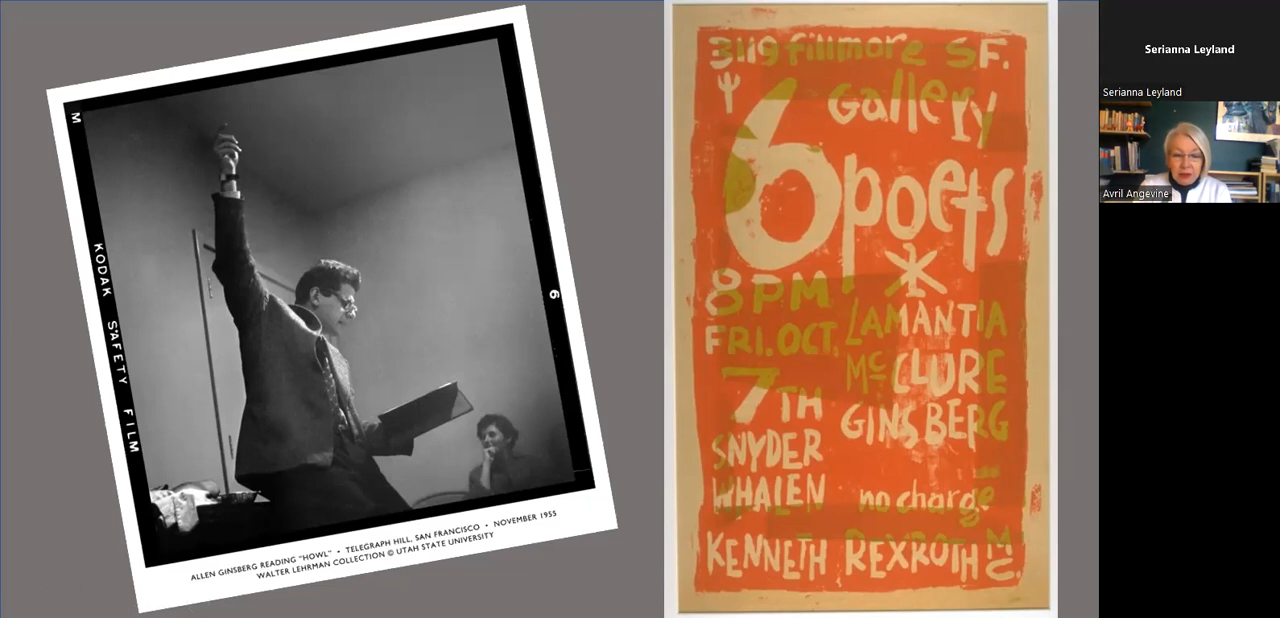 M
KODAK SAFETY FILM
6
ALLEN GINSBERG READING "HOWL" • TELEGRAPH HILL, SAN FRANCISCO • NOVEMBER 1955
WALTER LEHRMAN COLLECTION © UTAH STATE UNIVERSITY
3119 fillmore SF.
Gallery
6 poets
8 PM
FRI. OCT.
7TH
SNYDER
WHALEN
LAMANTIA
McCLURE
GINSBERG
no charge
KENNETH REXROTH M.C.
Serianna Leyland
Serianna Leyland
Avril Angevine